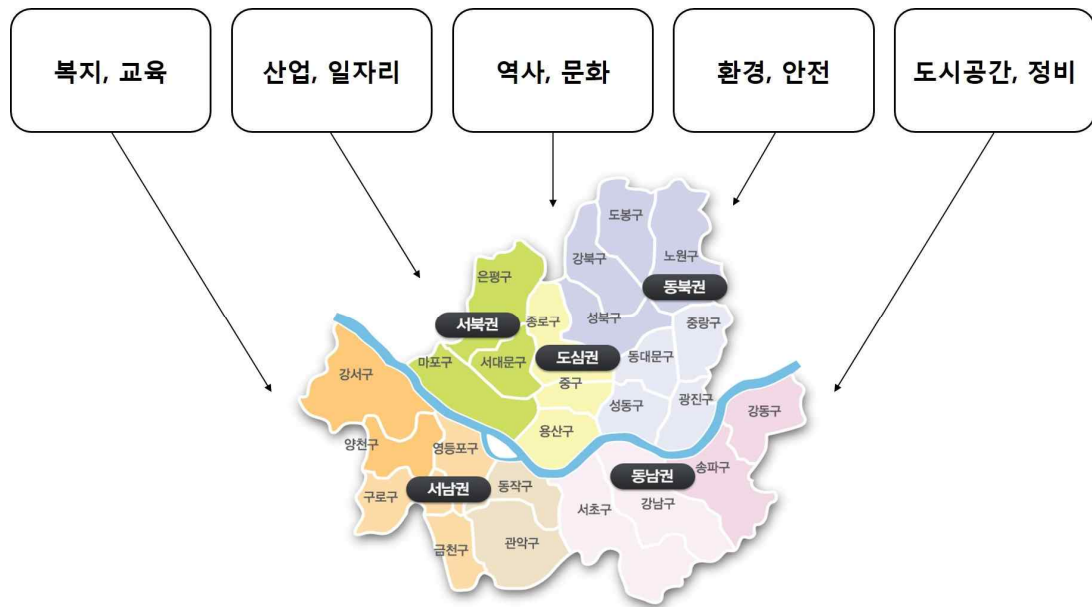 복지, 교육
산업, 일자리
역사, 문화
환경, 안전
도시공간, 정비
도봉구
노원구
강북구
은평구
동북권
성북구
종로구
중랑구
서북권
마포구
서대문구
도심권
동대문구
강서구
중구
성동구
광진구
강동구
용산구
양천구
영등포구
송파구
동남권
서남권
동작구
구로구
서초구
강남구
관악구
금천구